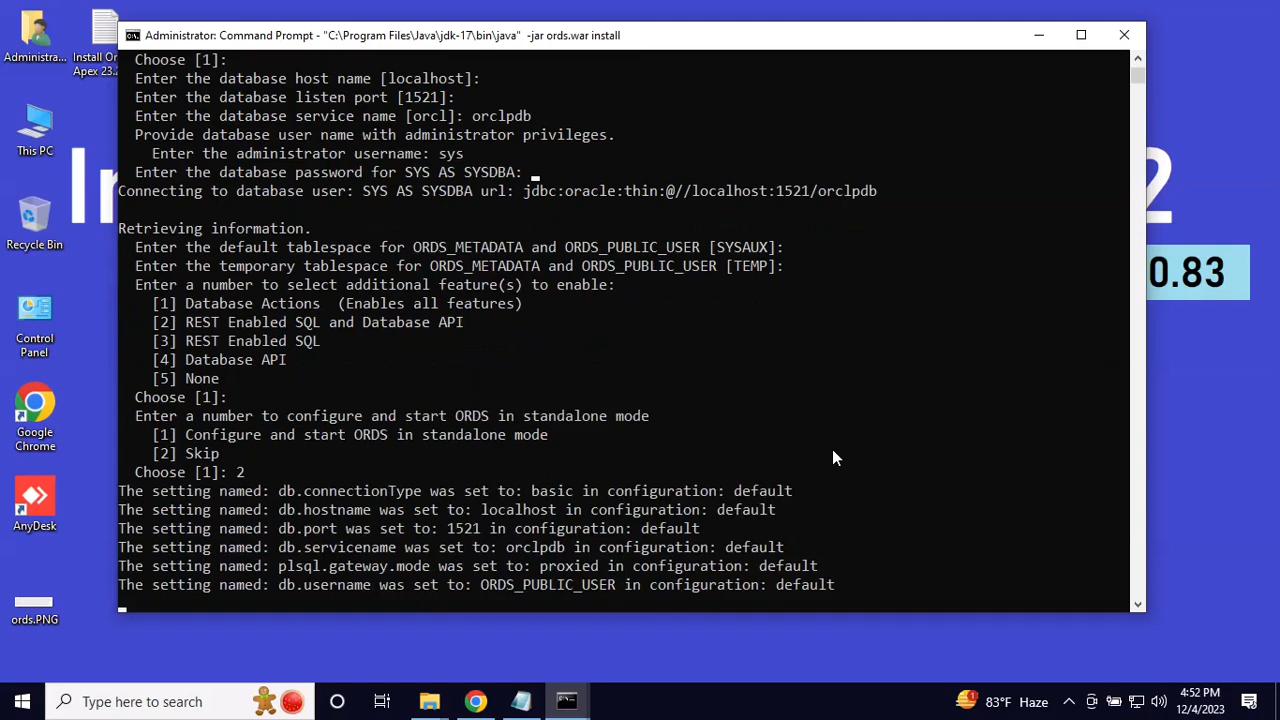 Administra...
Install Or
Apex 23.2
This PC
Recycle Bin
Control
Panel
Google
Chrome
AnyDesk
ords.PNG
In
2
0.83
Administrator: Command Prompt - "C:\Program Files\Java\jdk-17\bin\java"  -jar ords.war install
Choose [1]:
Enter the database host name [localhost]:
Enter the database listen port [1521]:
Enter the database service name [orcl]: orclpdb
Provide database user name with administrator privileges.
Enter the administrator username: sys
Enter the database password for SYS AS SYSDBA:
Connecting to database user: SYS AS SYSDBA url: jdbc:oracle:thin:@//localhost:1521/orclpdb
Retrieving information.
Enter the default tablespace for ORDS_METADATA and ORDS_PUBLIC_USER [SYSAUX]:
Enter the temporary tablespace for ORDS_METADATA and ORDS_PUBLIC_USER [TEMP]:
Enter a number to select additional feature(s) to enable:
[1] Database Actions  (Enables all features)
[2] REST Enabled SQL and Database API
[3] REST Enabled SQL
[4] Database API
[5] None
Choose [1]:
Enter a number to configure and start ORDS in standalone mode
[1] Configure and start ORDS in standalone mode
[2] Skip
Choose [1]: 2
The setting named: db.connectionType was set to: basic in configuration: default
The setting named: db.hostname was set to: localhost in configuration: default
The setting named: db.port was set to: 1521 in configuration: default
The setting named: db.servicename was set to: orclpdb in configuration: default
The setting named: plsql.gateway.mode was set to: proxied in configuration: default
The setting named: db.username was set to: ORDS_PUBLIC_USER in configuration: default
Type here to search
83°F Haze
4:52 PM
12/4/2023